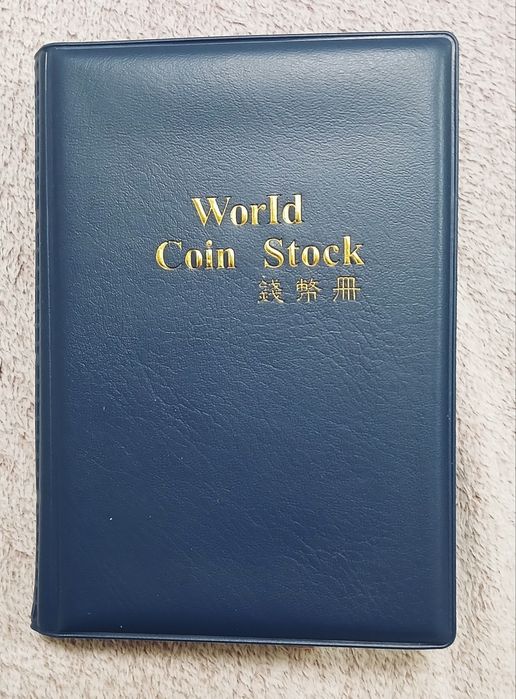 World
Coin Stock
錢幣冊